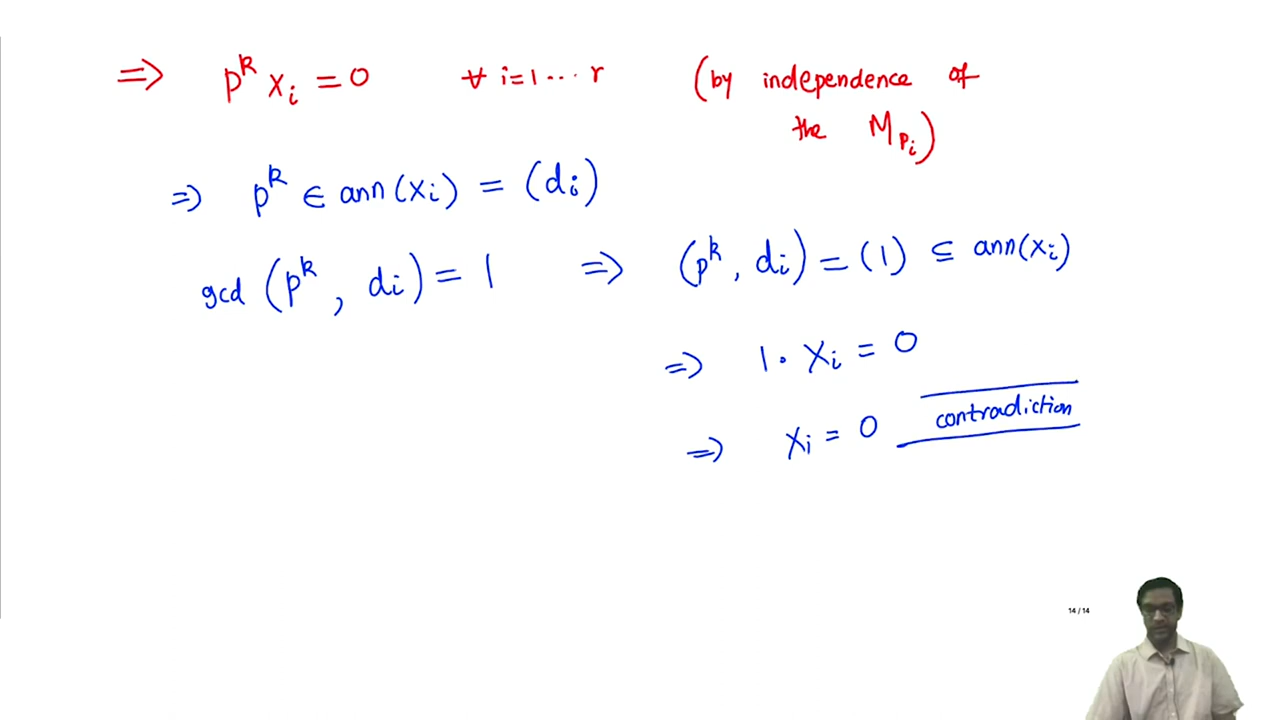 ⇒ p^k x_i = 0 ∀ i = 1 ⋯ r (by independence of
the M_{p_i})
⇒ p^k ∈ ann(x_i) = (d_i)
gcd (p^k, d_i) = 1 ⇒ (p^k, d_i) = (1) ⊆ ann(x_i)
⇒ 1 · x_i = 0
⇒ x_i = 0 contradiction
14 / 14